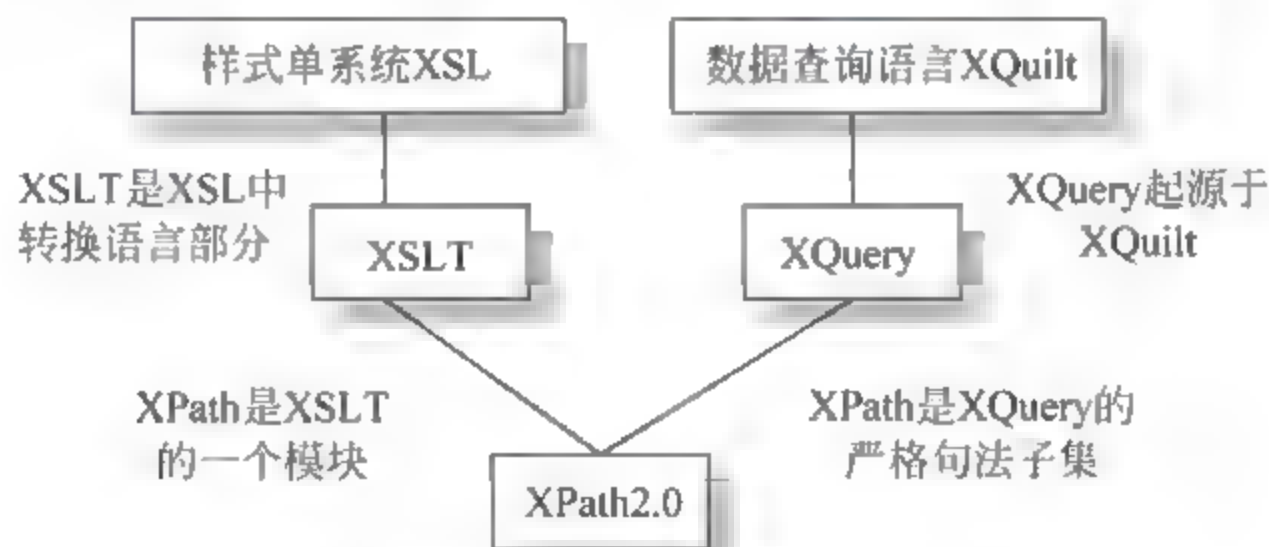 样式单系统XSL
数据查询语言XQuilt
XSLT是XSL中
转换语言部分
XSLT
XQuery
XQuery起源于
XQuilt
XPath是XSLT
的一个模块
XPath是XQuery的
严格句法子集
XPath2.0